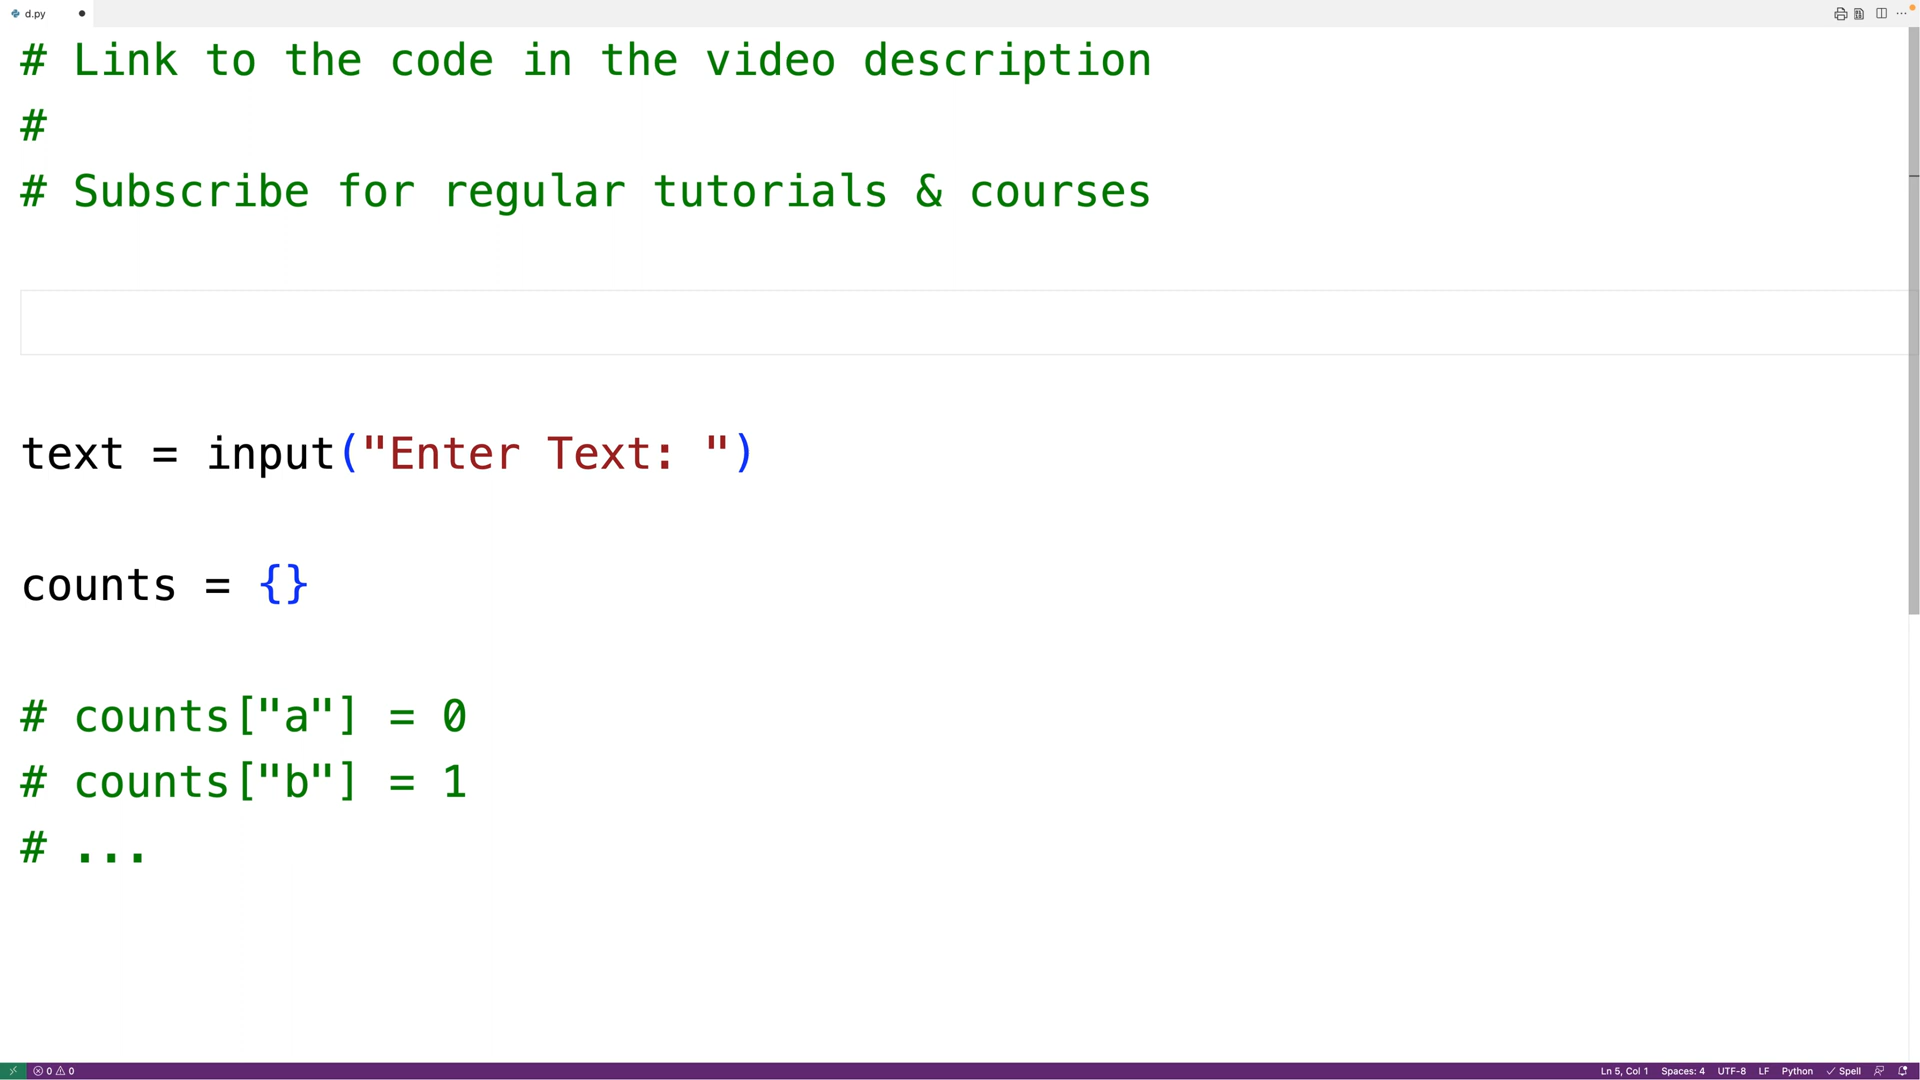 d.py
# Link to the code in the video description
#
# Subscribe for regular tutorials & courses
text = input("Enter Text: ")
counts = {}
# counts["a"] = 0
# counts["b"] = 1
# ...
0 0 Ln 5, Col 1 Spaces: 4 UTF-8 LF Python Spell